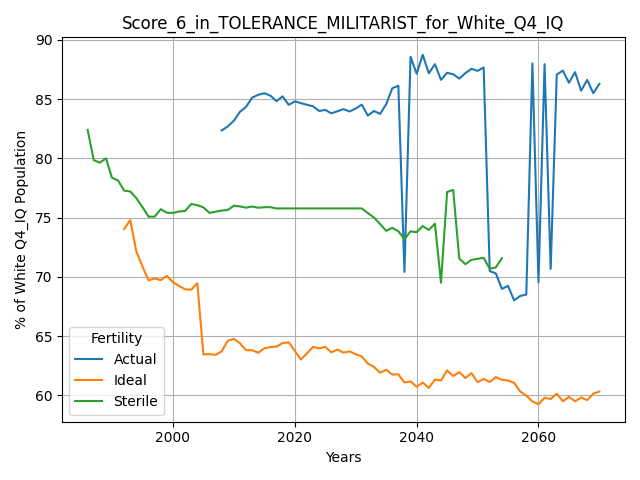 Score_6_in_TOLERANCE_MILITARIST_for_White_Q4_IQ
% of White Q4_IQ Population
90
85
80
75
70
65
60
Fertility
Actual
Ideal
Sterile
2000
2020
2040
2060
Years